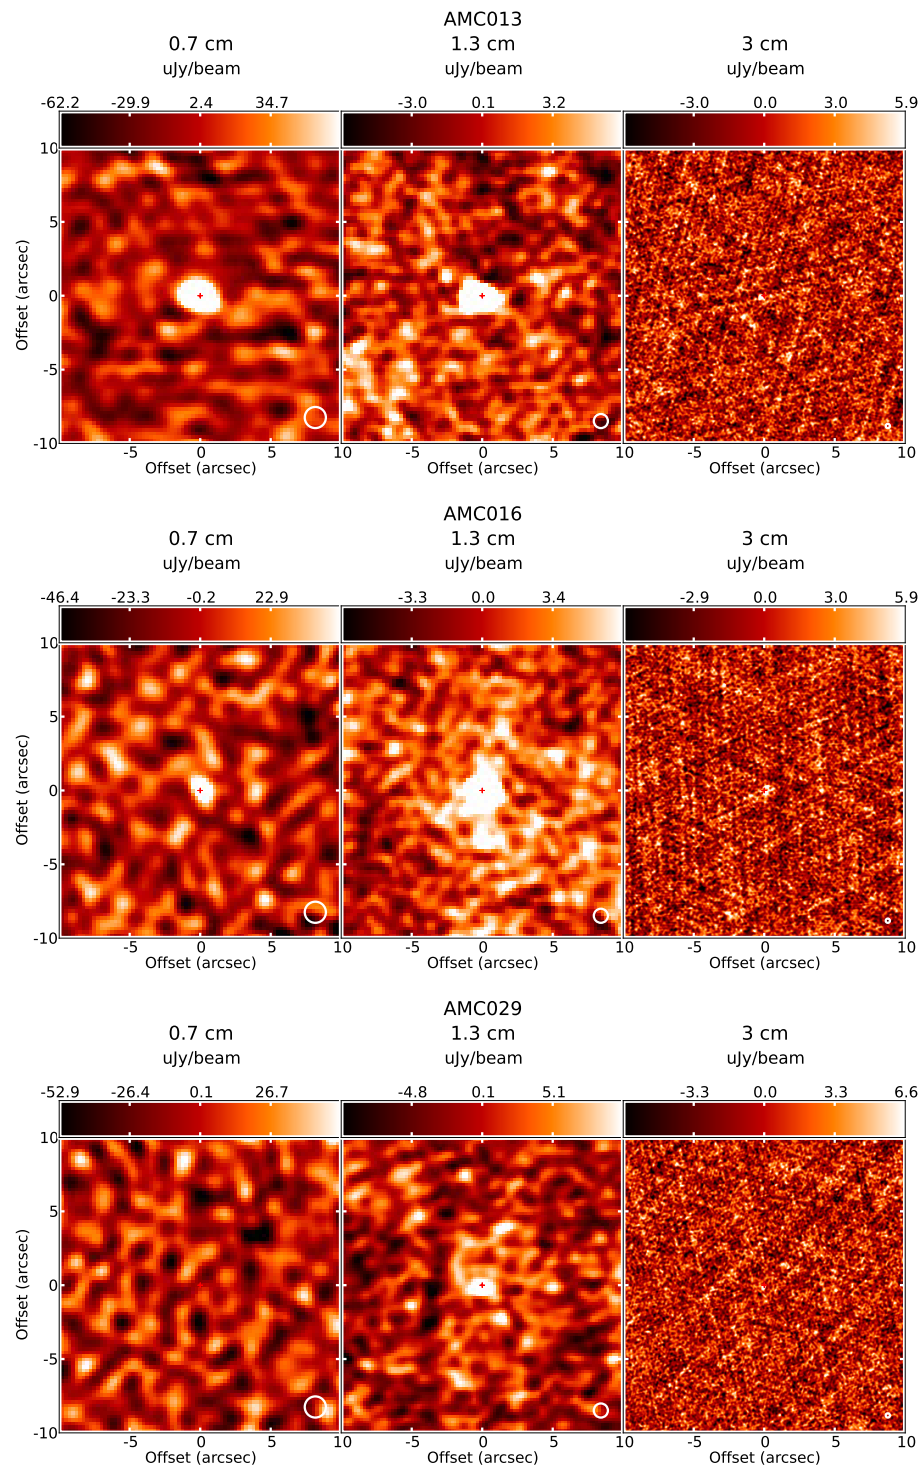 AMC013
0.7 cm 1.3 cm 3 cm
uJy/beam uJy/beam uJy/beam
-62.2 -29.9 2.4 34.7 -3.0 0.1 3.2 -3.0 0.0 3.0 5.9
10
5
0
-5
-10
Offset (arcsec)
-5 0 5 10 -5 0 5 10 -5 0 5 10
Offset (arcsec) Offset (arcsec) Offset (arcsec)
AMC016
0.7 cm 1.3 cm 3 cm
uJy/beam uJy/beam uJy/beam
-46.4 -23.3 -0.2 22.9 -3.3 0.0 3.4 -2.9 0.0 3.0 5.9
10
5
0
-5
-10
Offset (arcsec)
-5 0 5 10 -5 0 5 10 -5 0 5 10
Offset (arcsec) Offset (arcsec) Offset (arcsec)
AMC029
0.7 cm 1.3 cm 3 cm
uJy/beam uJy/beam uJy/beam
-52.9 -26.4 0.1 26.7 -4.8 0.1 5.1 -3.3 0.0 3.3 6.6
10
5
0
-5
-10
Offset (arcsec)
-5 0 5 10 -5 0 5 10 -5 0 5 10
Offset (arcsec) Offset (arcsec) Offset (arcsec)